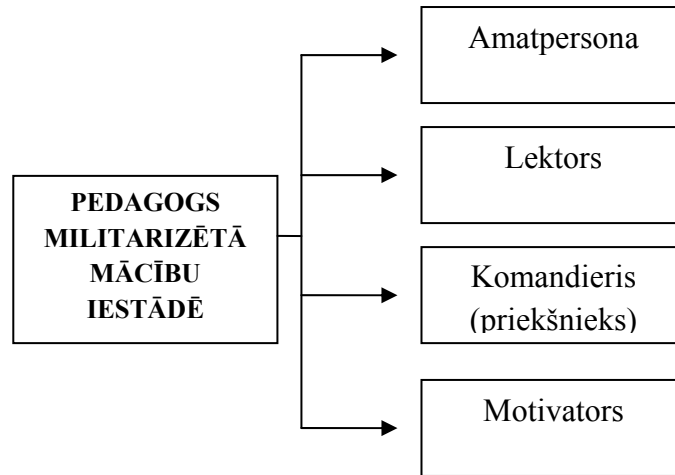 PEDAGOGS
MILITARIZĒTĀ
MĀCĪBU
IESTĀDĒ
Amatpersona
Lektors
Komandieris
(priekšnieks)
Motivators